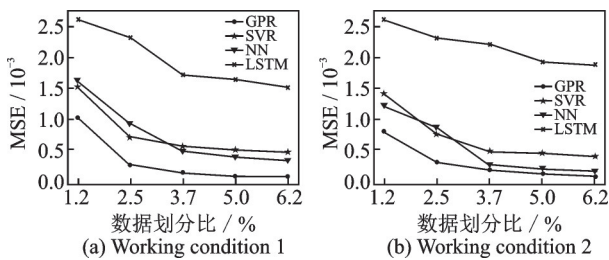 MSE / 10⁻³
2.5
2.0
1.5
1.0
0.5
0.0
GPR
SVR
NN
LSTM
1.2 2.5 3.7 5.0 6.2
数据划分比 / %
(a) Working condition 1
MSE / 10⁻³
2.5
2.0
1.5
1.0
0.5
0.0
GPR
SVR
NN
LSTM
1.2 2.5 3.7 5.0 6.2
数据划分比 / %
(b) Working condition 2